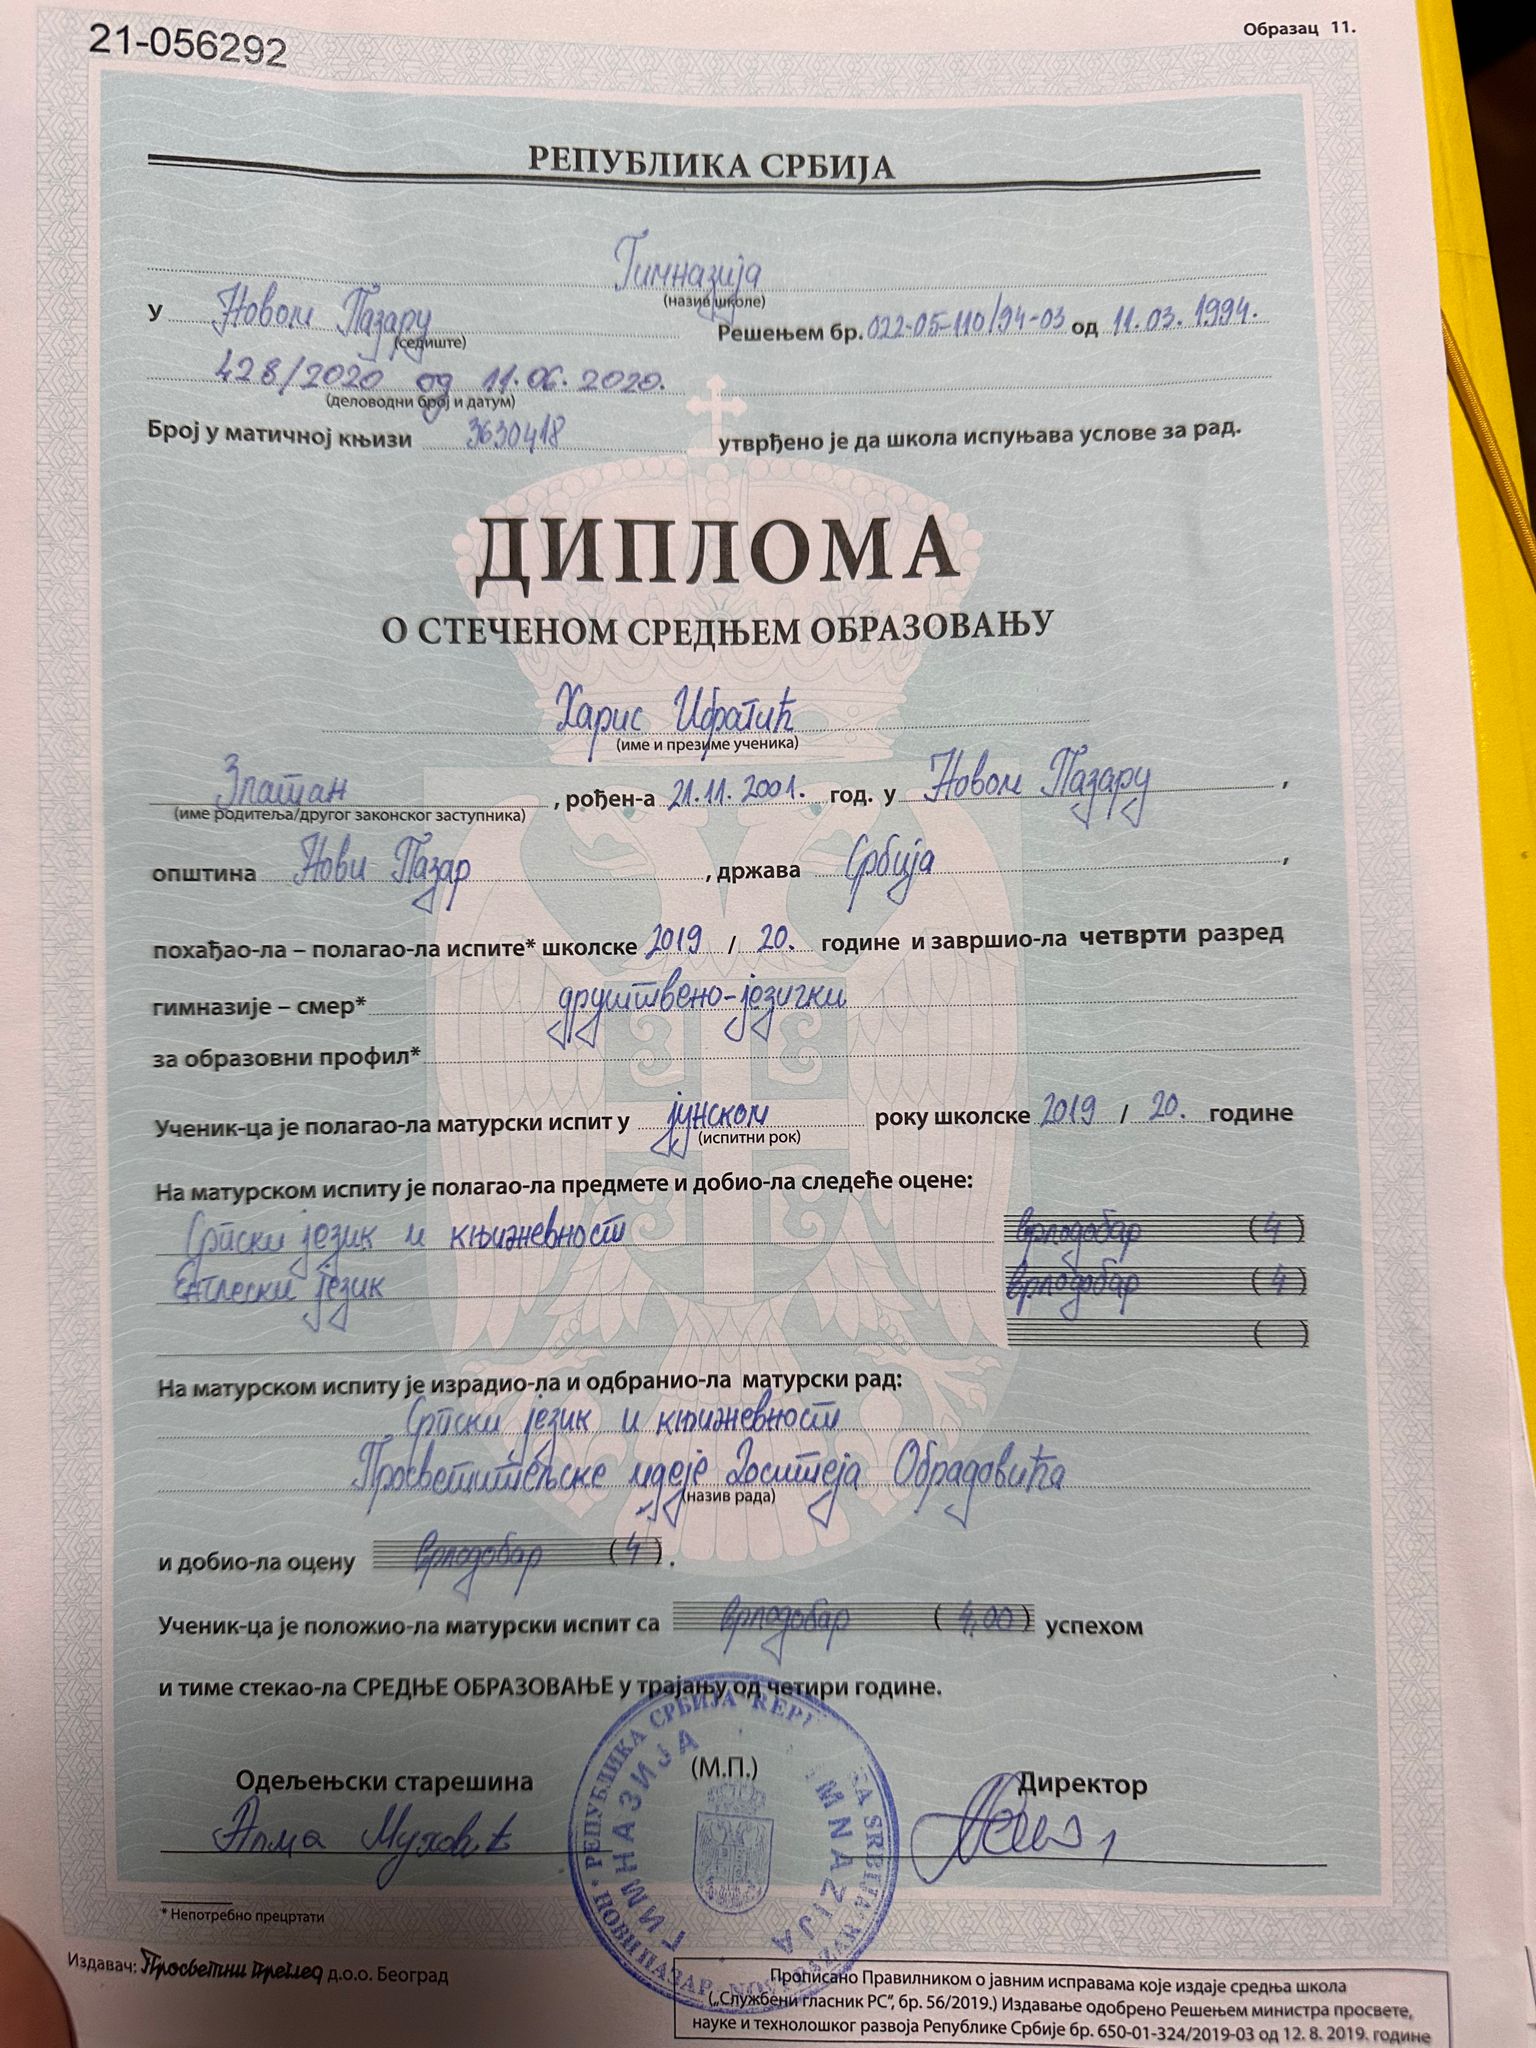 21-056292
Образац 11.
РЕПУБЛИКА СРБИЈА
Гимназија
(назив школе)
у Новом Пазару Решењем бр. 022-05-110/94-03 од 11.03.1994.
(седиште)
428/2020 од 11.06.2020.
(деловодни број и датум)
Број у матичној књизи 3630418 утврђено је да школа испуњава услове за рад.
ДИПЛОМА
О СТЕЧЕНОМ СРЕДЊЕМ ОБРАЗОВАЊУ
Харис Ибратић
(име и презиме ученика)
Златан, рођен-а 21.11.2001. год. у Новом Пазару,
(име родитеља/другог законског заступника)
општина Нови Пазар, држава Србија,
похађао-ла – полагао-ла испите* школске 2019 / 20. године и завршио-ла четврти разред
гимназије – смер* друштвено-језички
за образовни профил*
Ученик-ца је полагао-ла матурски испит у јунском року школске 2019 / 20. године
(испитни рок)
На матурском испиту је полагао-ла предмете и добио-ла следеће оцене:
Српски језик и књижевност врлодобар (4)
Енглески језик врлодобар (4)
( )
На матурском испиту је израдио-ла и одбранио-ла матурски рад:
Српски језик и књижевност
Просветитељске идеје Доситеја Обрадовића
(назив рада)
и добио-ла оцену врлодобар (4).
Ученик-ца је положио-ла матурски испит са врлодобар (4,00) успехом
и тиме стекао-ла СРЕДЊЕ ОБРАЗОВАЊЕ у трајању од четири године.
Одељењски старешина (М.П.) Директор
Алма Муховић
РЕПУБЛИКА СРБИЈА
ГИМНАЗИЈА
НОВИ ПАЗАР
* Непотребно прецртати
Издавач: Просветни преглед д.о.о. Београд
Прописано Правилником о јавним исправама које издаје средња школа
(„Службени гласник РС“, бр. 56/2019.) Издавање одобрено Решењем министра просвете,
науке и технолошког развоја Републике Србије бр. 650-01-324/2019-03 од 12. 8. 2019. године